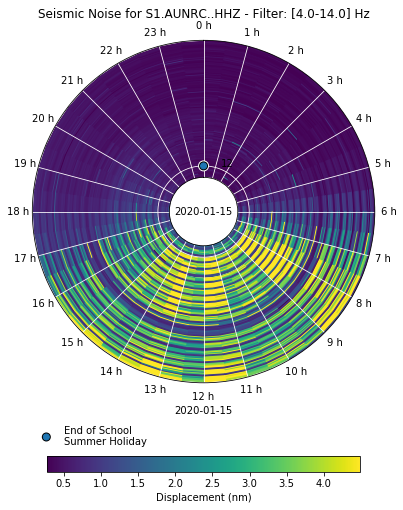 Seismic Noise for S1.AUNRC..HHZ - Filter: [4.0-14.0] Hz
0 h
23 h
1 h
22 h
2 h
21 h
3 h
20 h
4 h
19 h
5 h
12
18 h
2020-01-15
6 h
17 h
7 h
16 h
8 h
15 h
9 h
14 h
10 h
13 h
11 h
12 h
2020-01-15
End of School
Summer Holiday
0.5 1.0 1.5 2.0 2.5 3.0 3.5 4.0
Displacement (nm)